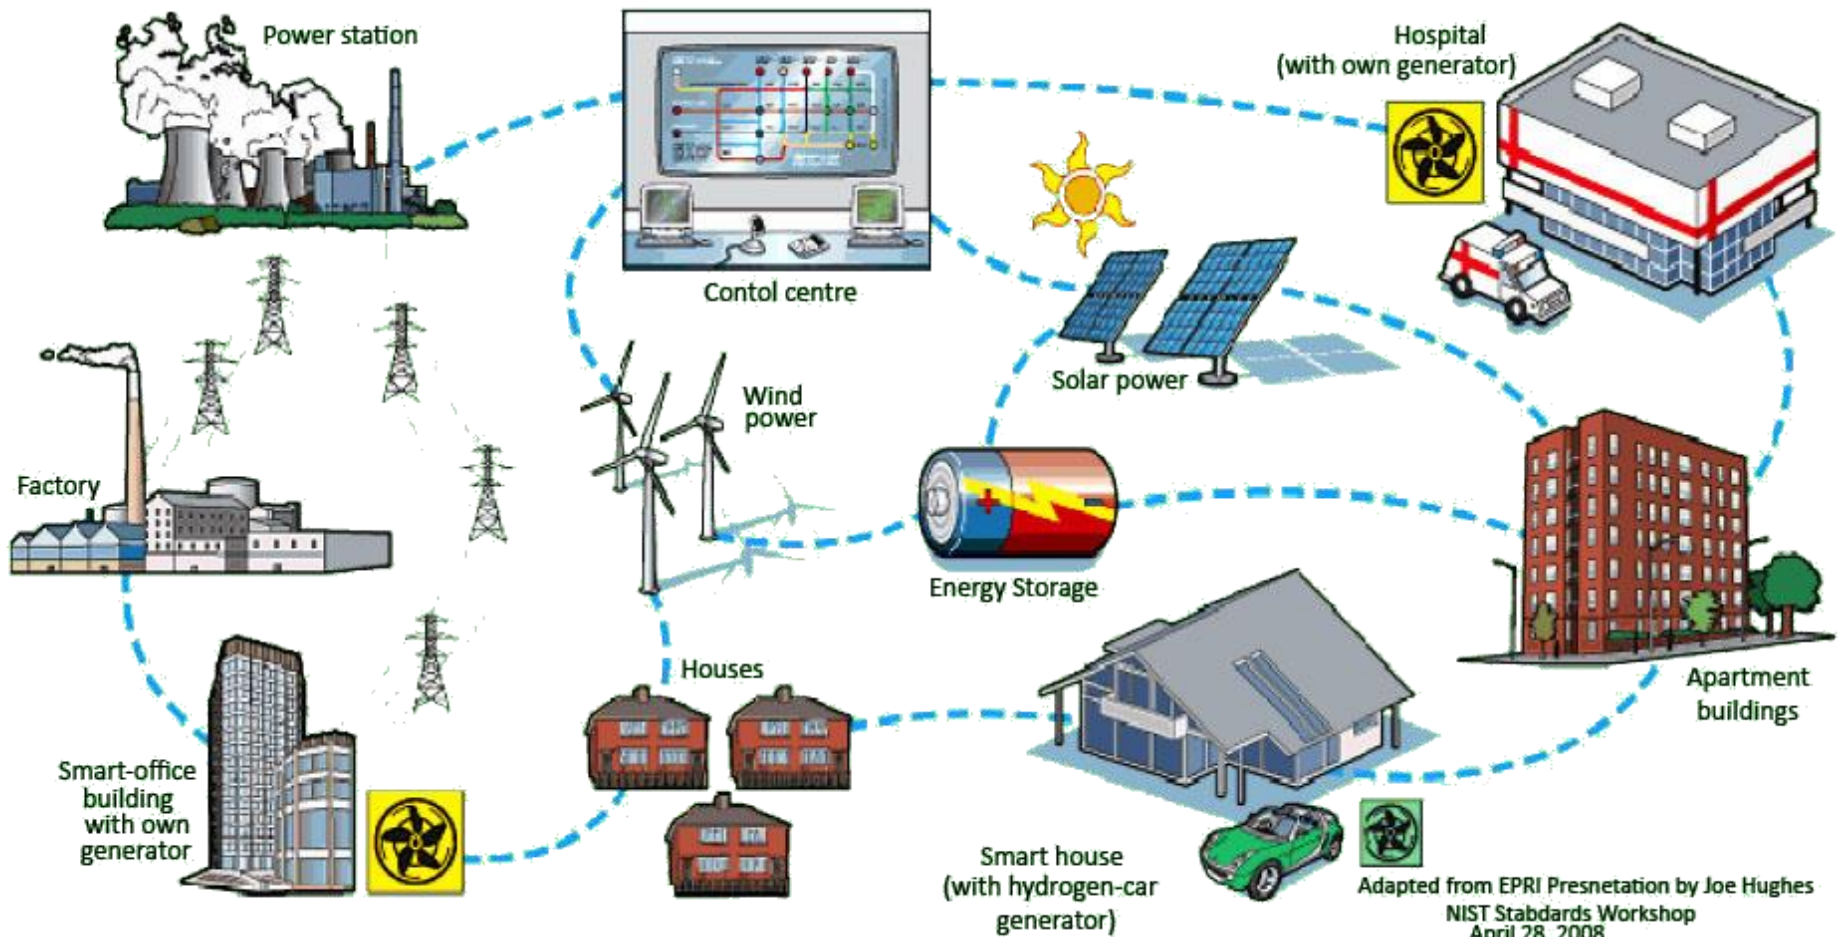 Power station
Contol centre
Hospital
(with own generator)
Solar power
Wind
power
Factory
Energy Storage
Houses
Apartment
buildings
Smart-office
building
with own
generator
Smart house
(with hydrogen-car
generator)
Adapted from EPRI Presnetation by Joe Hughes
NIST Stabdards Workshop
April 28, 2008